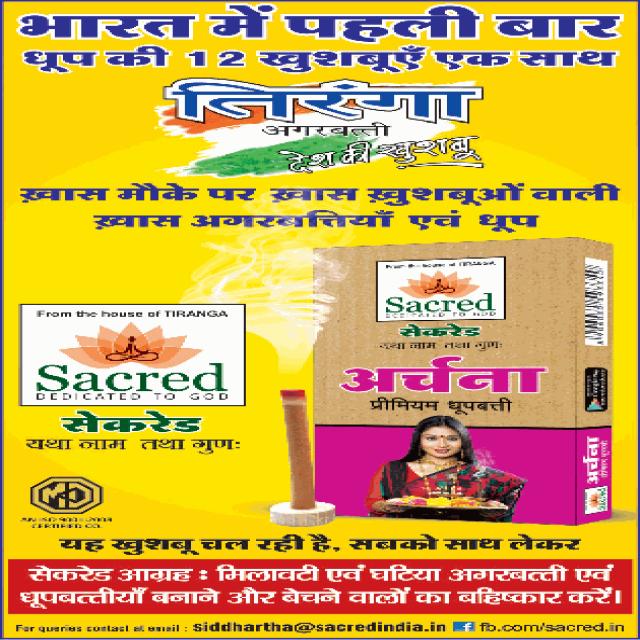 भारत में पहली बार
धूप की 12 खुशबूएँ एक साथ
तिरंगा
अगरबत्ती
देश की खुशबू
ख़ास मौके पर ख़ास ख़ुशबूओं वाली
ख़ास अगरबत्तियाँ एवं धूप
From the house of TIRANGA
Sacred
DEDICATED TO GOD
सेकरेड
यथा नाम तथा गुणः
AN ISO 9001:2008
CERTIFIED CO.
From the house of TIRANGA
Sacred
DEDICATED TO GOD
सेकरेड
यथा नाम तथा गुणः
अर्चना
प्रीमियम धूपबत्ती
अर्चना
Sacred
यह खुशबू चल रही है, सबको साथ लेकर
सेकरेड आग्रह : मिलावटी एवं घटिया अगरबत्ती एवं
धूपबत्तीयाँ बनाने और बेचने वालों का बहिष्कार करें।
For queries contact at email : siddhartha@sacredindia.in fb.com/sacred.in